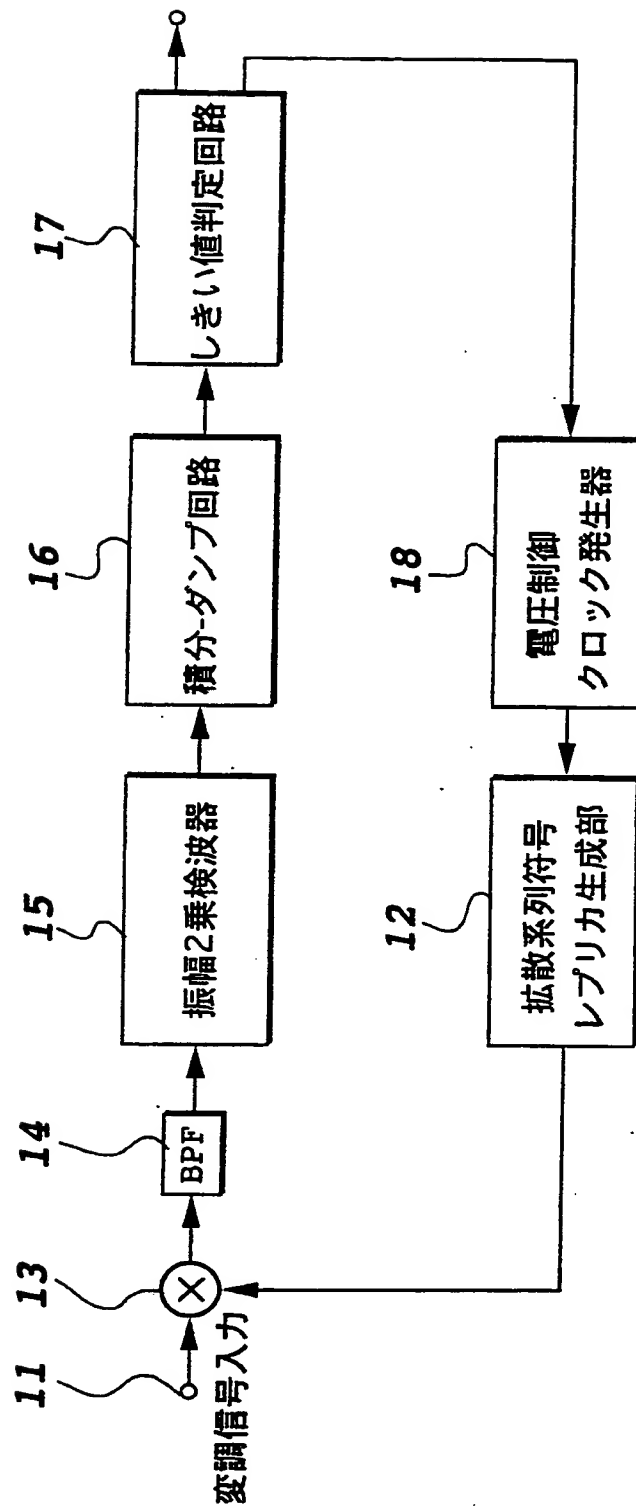 11
変調信号入力
13
14
BPF
15
振幅2乗検波器
16
積分-ダンプ回路
17
しきい値判定回路
12
拡散系列符号
レプリカ生成部
18
電圧制御
クロック発生器